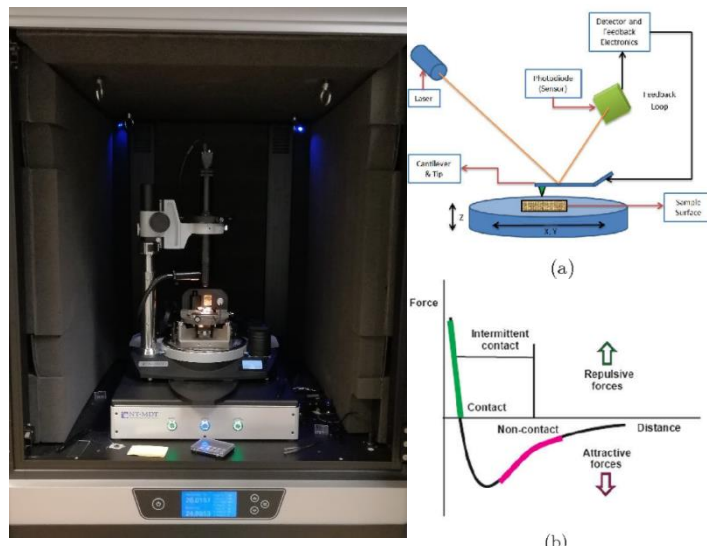 NT-MDT
Detector and
Feedback
Electronics
Photodiode
(Sensor)
Laser
Feedback
Loop
Cantilever
& Tip
Z
X, Y
Sample
Surface
(a)
Force
Intermittent
contact
Repulsive
forces
Contact
Non-contact
Distance
Attractive
forces
(b)